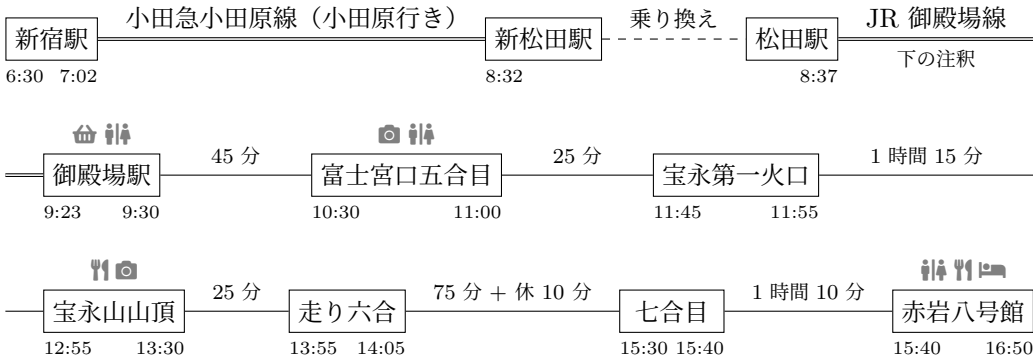 小田急小田原線（小田原行き） 乗り換え JR 御殿場線
新宿駅 新松田駅 松田駅 下の注釈
6:30 7:02 8:32 8:37
45 分 25 分 1 時間 15 分
御殿場駅 富士宮口五合目 宝永第一火口
9:23 9:30 10:30 11:00 11:45 11:55
25 分 75 分 + 休 10 分 1 時間 10 分
宝永山山頂 走り六合 七合目 赤岩八号館
12:55 13:30 13:55 14:05 15:30 15:40 15:40 16:50